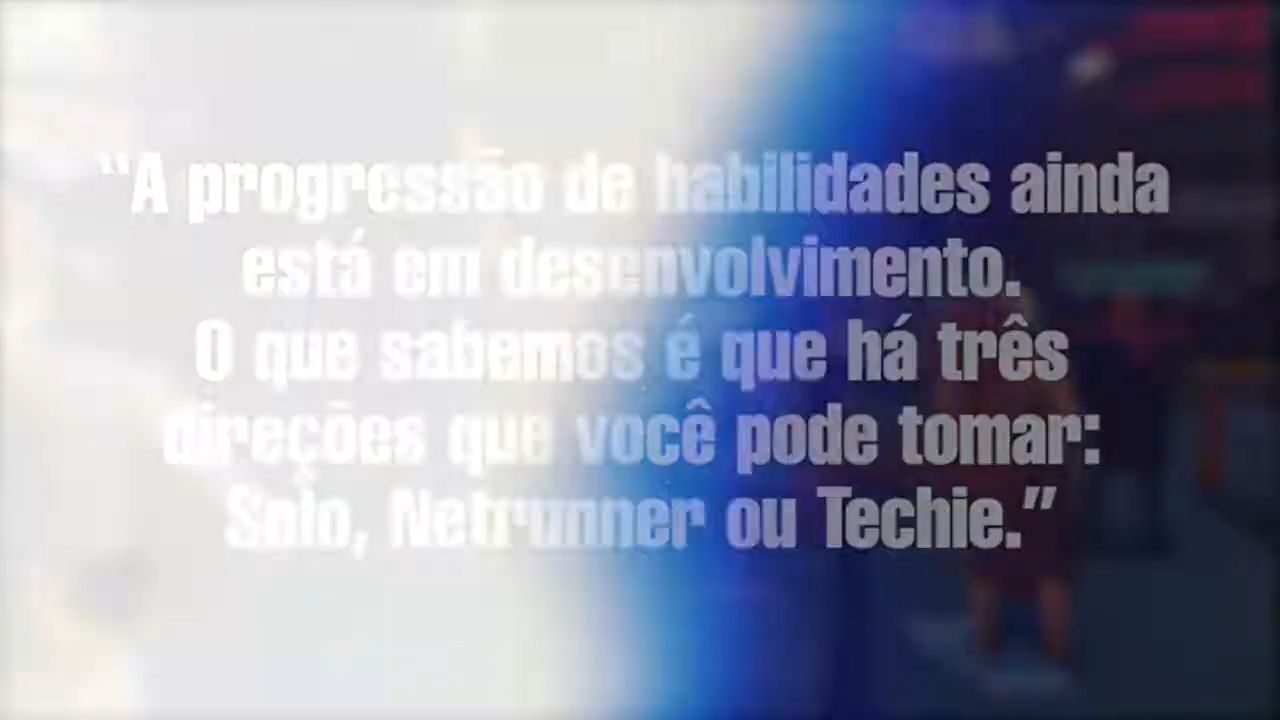 “A progressão de habilidades ainda
está em desenvolvimento.
O que sabemos é que há três
direções que você pode tomar:
Solo, Netrunner ou Techie.”